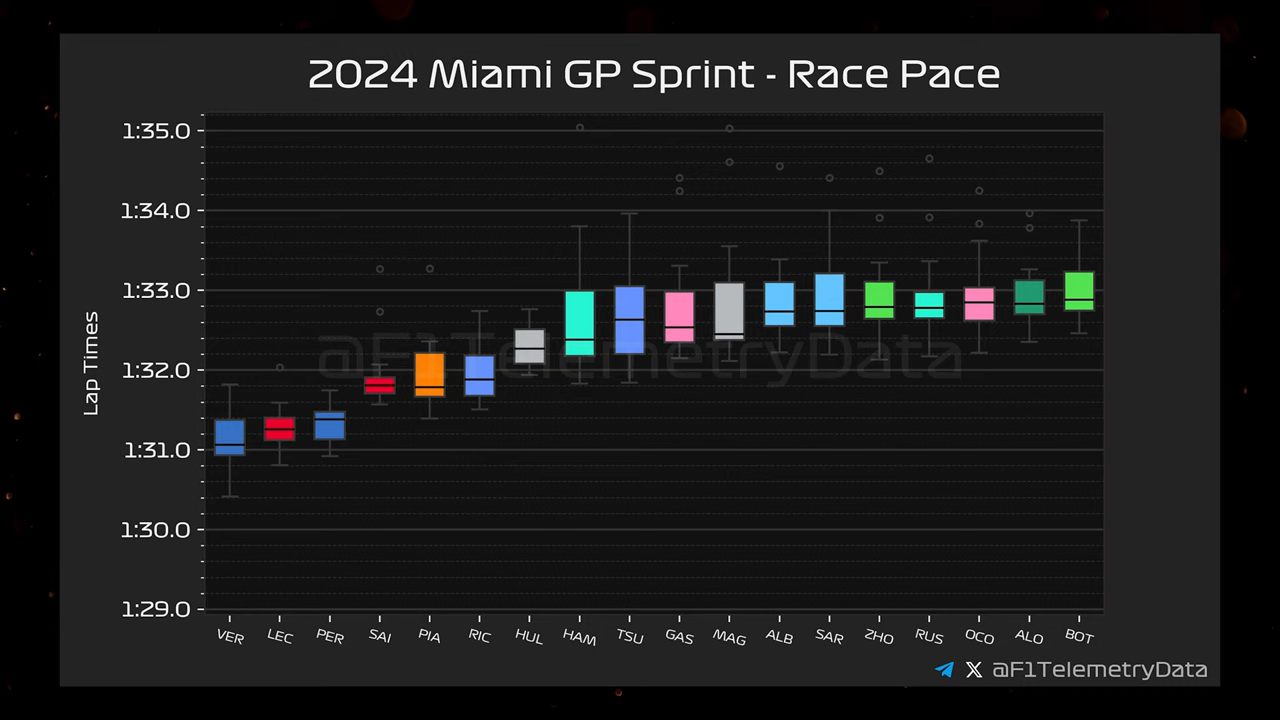 2024 Miami GP Sprint - Race Pace
1:35.0
1:34.0
1:33.0
1:32.0
1:31.0
1:30.0
1:29.0
Lap Times
@F1TelemetryData
VER LEC PER SAI PIA RIC HUL HAM TSU GAS MAG ALB SAR ZHO RUS OCO ALO BOT
@F1TelemetryData